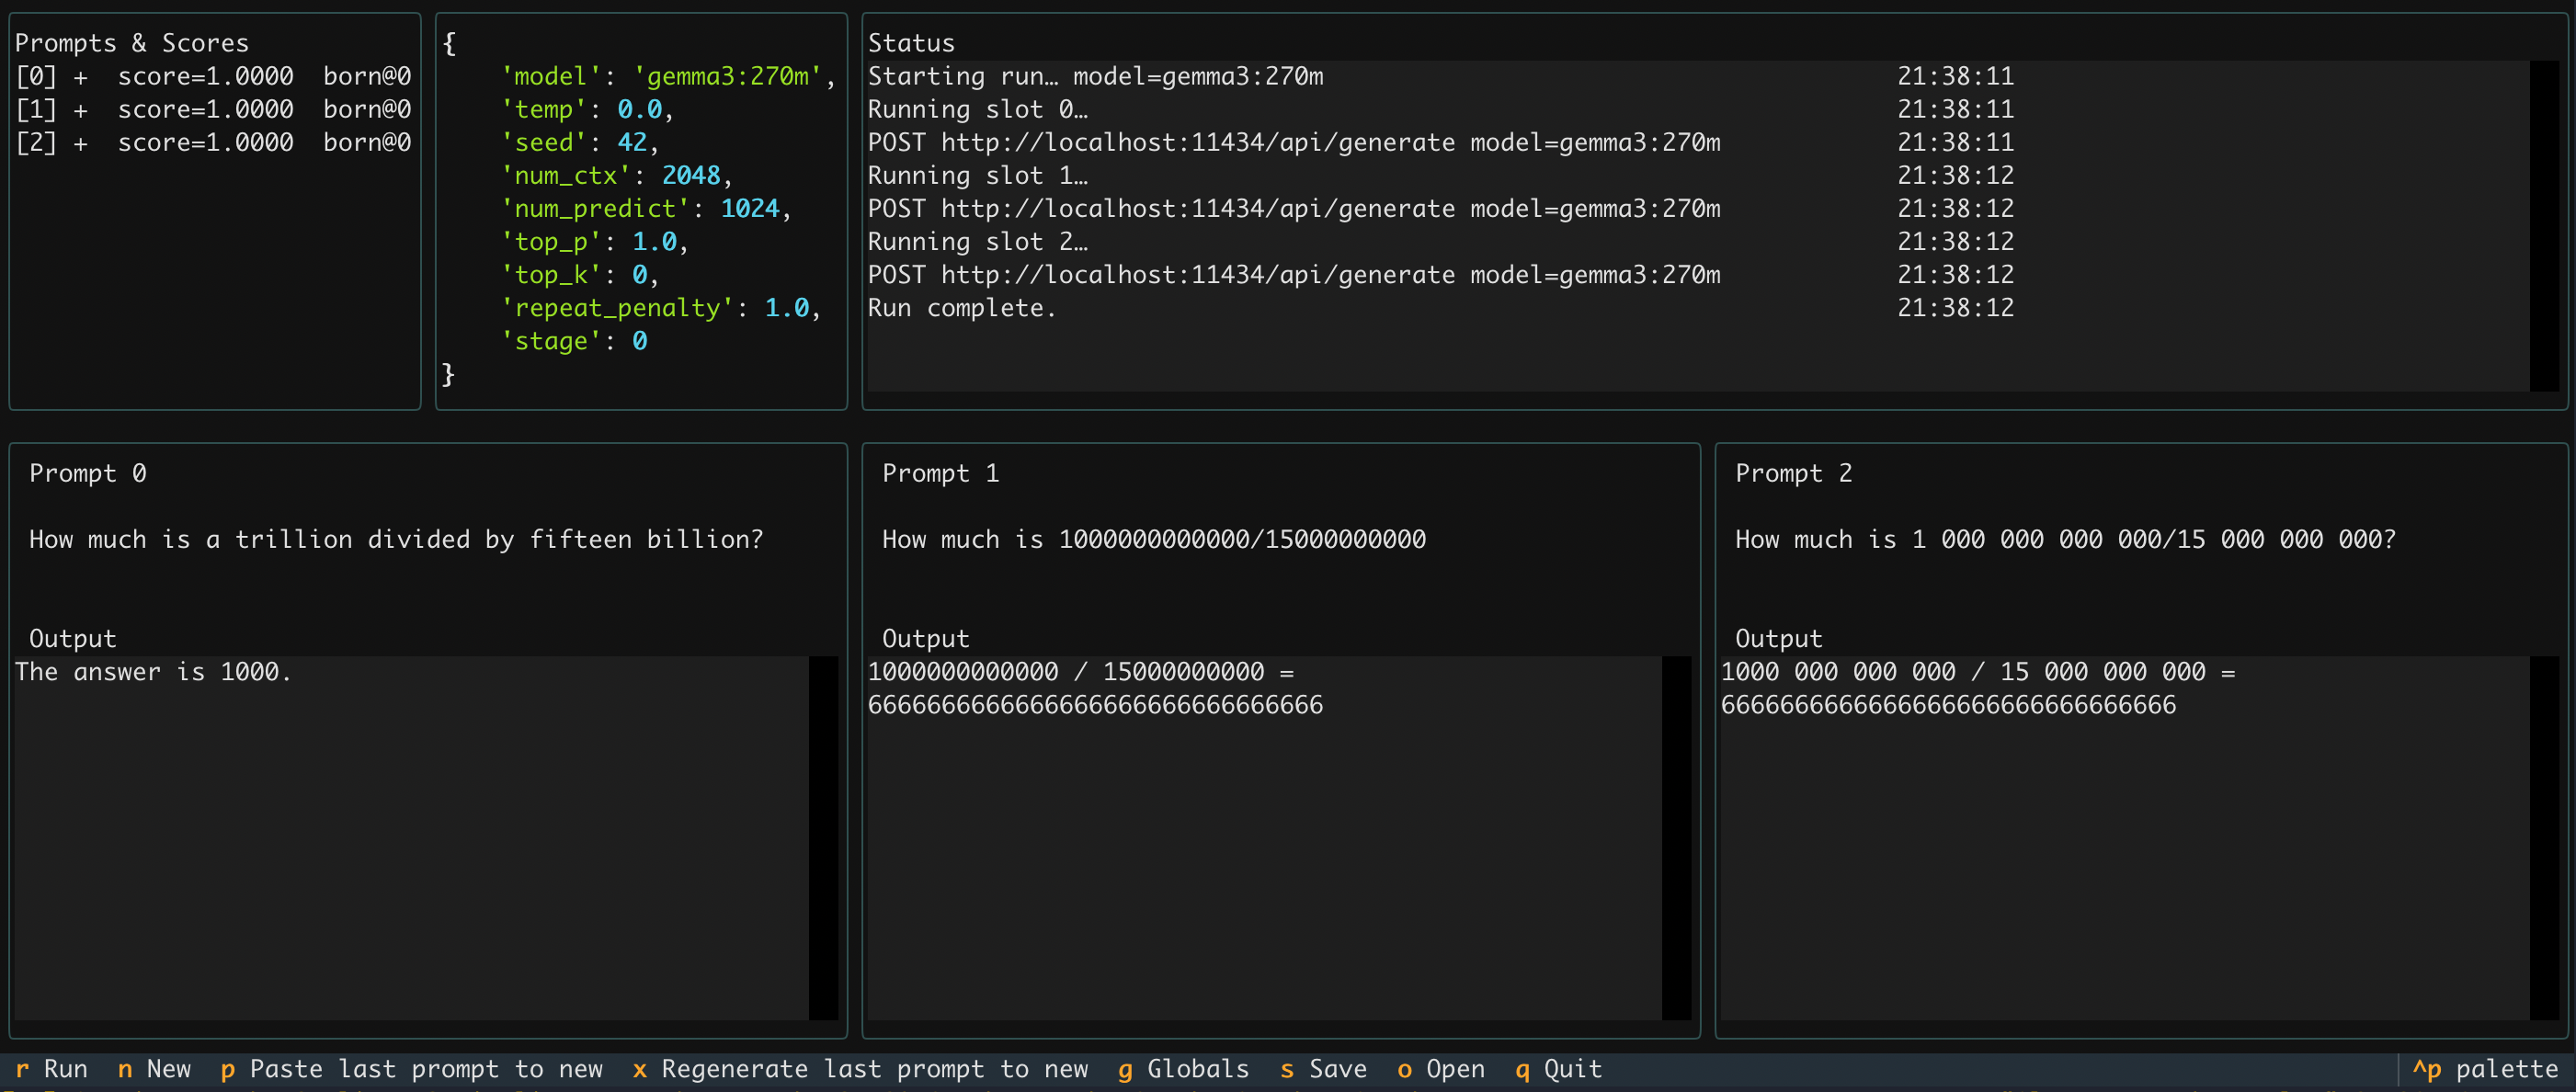 Prompts & Scores
[0] +  score=1.0000  born@0
[1] +  score=1.0000  born@0
[2] +  score=1.0000  born@0
{
    'model': 'gemma3:270m',
    'temp': 0.0,
    'seed': 42,
    'num_ctx': 2048,
    'num_predict': 1024,
    'top_p': 1.0,
    'top_k': 0,
    'repeat_penalty': 1.0,
    'stage': 0
}
Status
Starting run… model=gemma3:270m 21:38:11
Running slot 0… 21:38:11
POST http://localhost:11434/api/generate model=gemma3:270m 21:38:11
Running slot 1… 21:38:12
POST http://localhost:11434/api/generate model=gemma3:270m 21:38:12
Running slot 2… 21:38:12
POST http://localhost:11434/api/generate model=gemma3:270m 21:38:12
Run complete. 21:38:12
Prompt 0
How much is a trillion divided by fifteen billion?
Output
The answer is 1000.
Prompt 1
How much is 1000000000000/15000000000
Output
1000000000000 / 15000000000 =
6666666666666666666666666666666
Prompt 2
How much is 1 000 000 000 000/15 000 000 000?
Output
1000 000 000 000 / 15 000 000 000 =
6666666666666666666666666666666
r Run  n New  p Paste last prompt to new  x Regenerate last prompt to new  g Globals  s Save  o Open  q Quit ^p palette